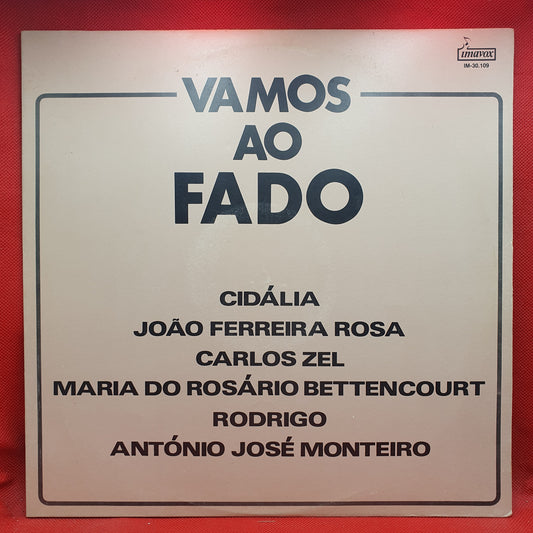 imavox
IM-30.109
VAMOS
AO
FADO
CIDÁLIA
JOÃO FERREIRA ROSA
CARLOS ZEL
MARIA DO ROSÁRIO BETTENCOURT
RODRIGO
ANTÓNIO JOSÉ MONTEIRO